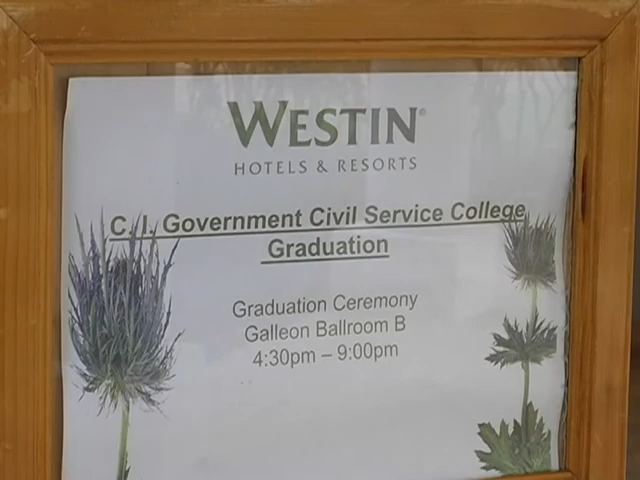 WESTIN®
HOTELS & RESORTS
C. I. Government Civil Service College
Graduation
Graduation Ceremony
Galleon Ballroom B
4:30pm – 9:00pm